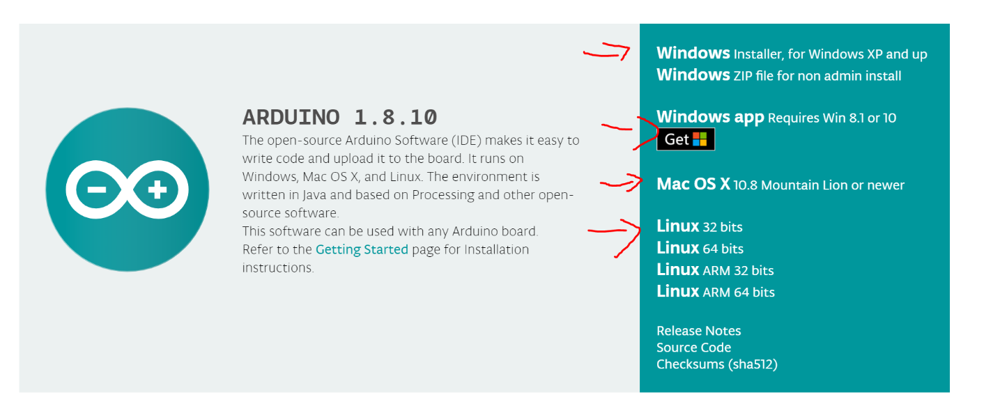 ARDUINO 1.8.10
The open-source Arduino Software (IDE) makes it easy to
write code and upload it to the board. It runs on
Windows, Mac OS X, and Linux. The environment is
written in Java and based on Processing and other open-
source software.
This software can be used with any Arduino board.
Refer to the Getting Started page for Installation
instructions.
Windows Installer, for Windows XP and up
Windows ZIP file for non admin install
Windows app Requires Win 8.1 or 10
Get
Mac OS X 10.8 Mountain Lion or newer
Linux 32 bits
Linux 64 bits
Linux ARM 32 bits
Linux ARM 64 bits
Release Notes
Source Code
Checksums (sha512)